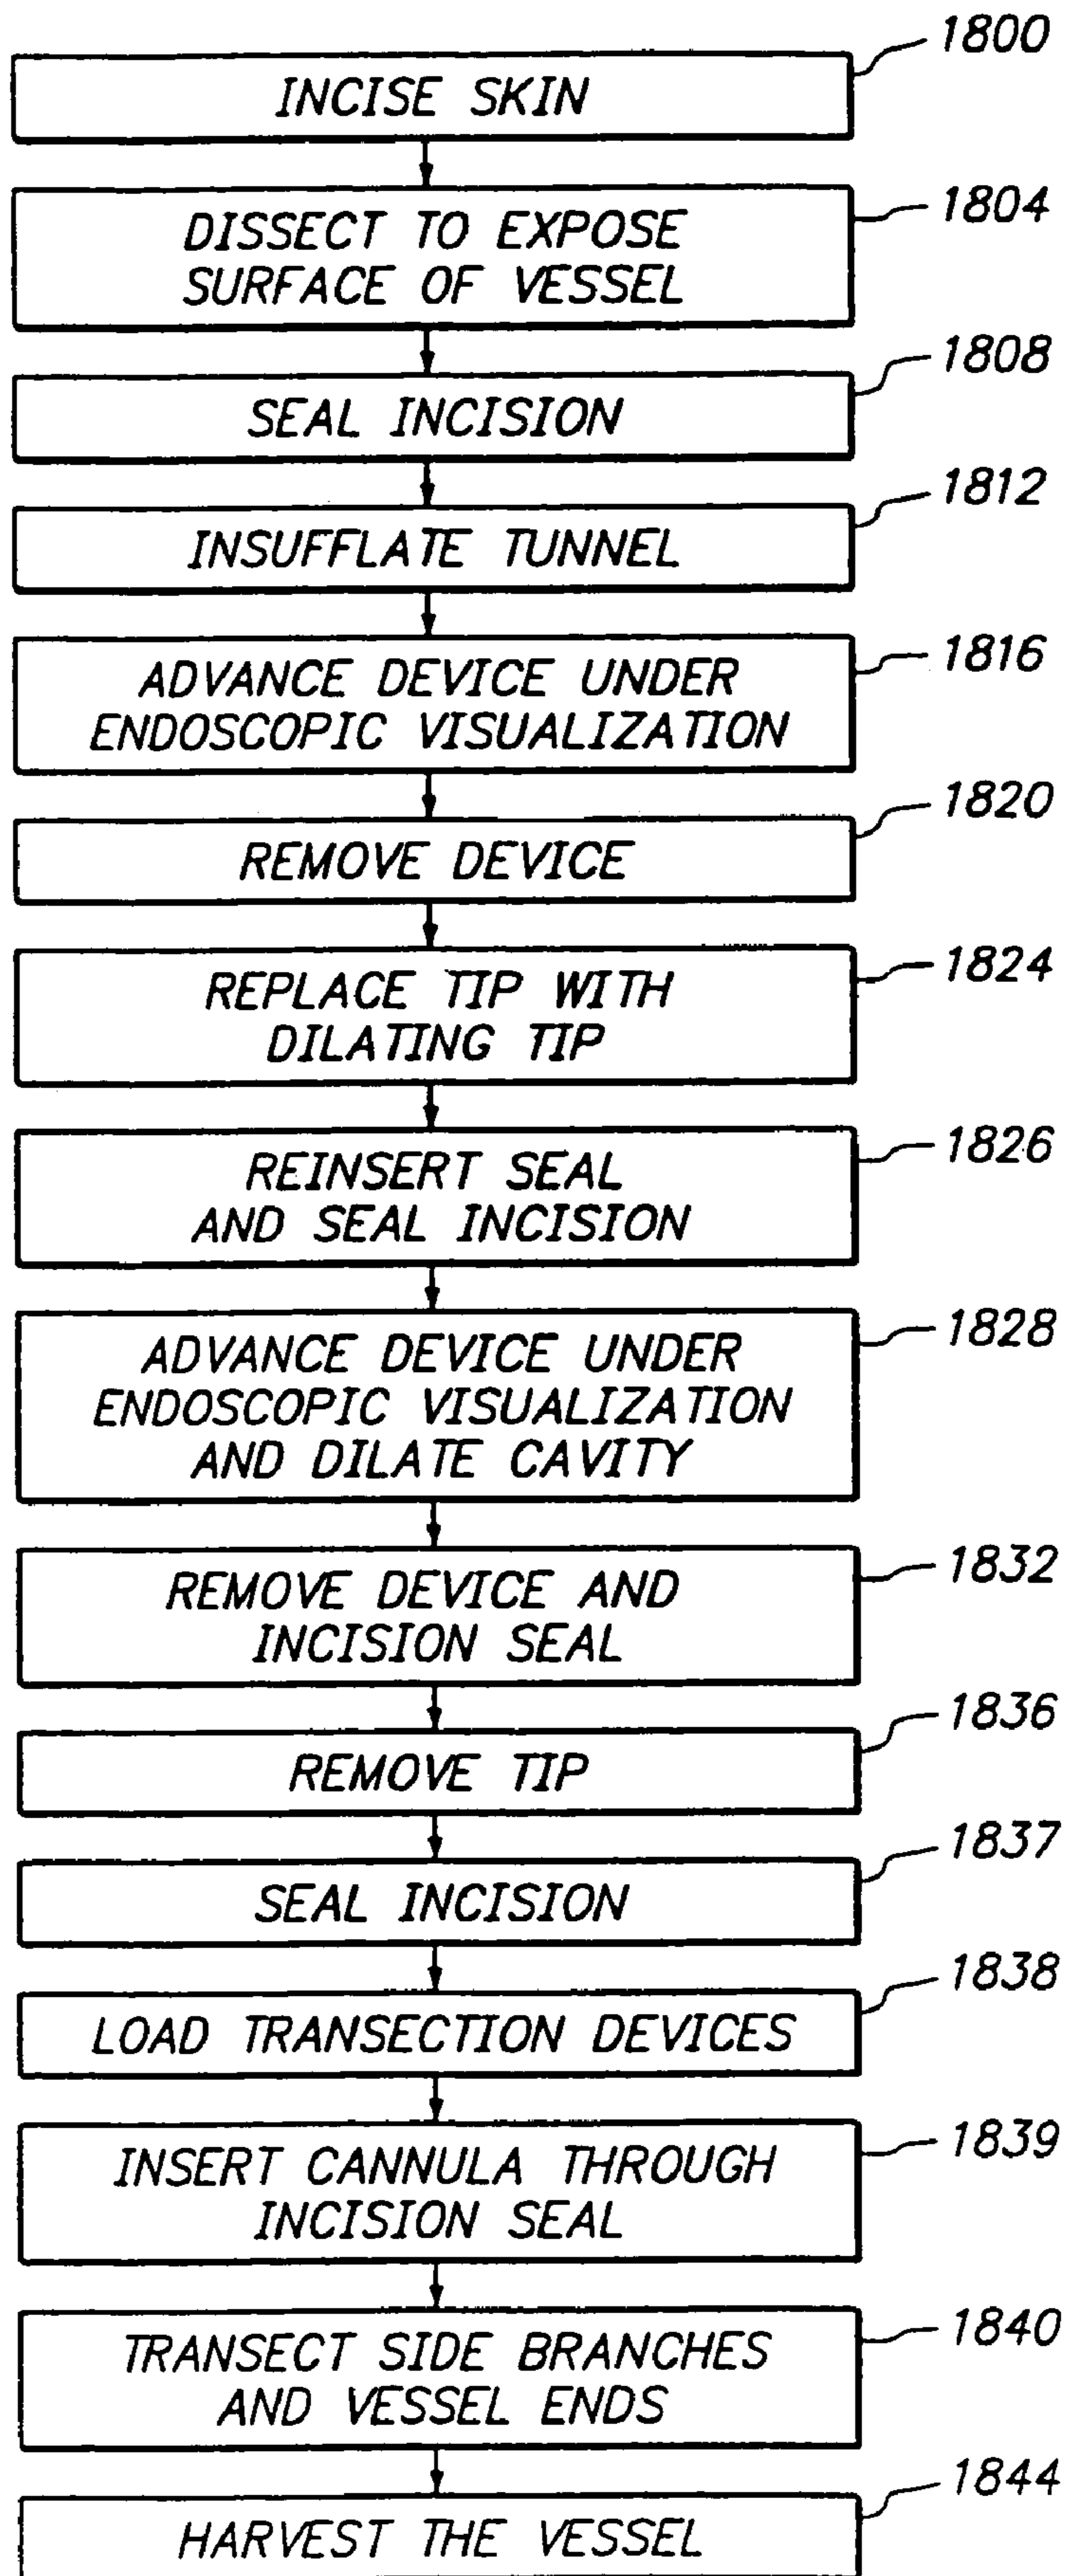 1800
INCISE SKIN
1804
DISSECT TO EXPOSE
SURFACE OF VESSEL
1808
SEAL INCISION
1812
INSUFFLATE TUNNEL
1816
ADVANCE DEVICE UNDER
ENDOSCOPIC VISUALIZATION
1820
REMOVE DEVICE
1824
REPLACE TIP WITH
DILATING TIP
1826
REINSERT SEAL
AND SEAL INCISION
1828
ADVANCE DEVICE UNDER
ENDOSCOPIC VISUALIZATION
AND DILATE CAVITY
1832
REMOVE DEVICE AND
INCISION SEAL
1836
REMOVE TIP
1837
SEAL INCISION
1838
LOAD TRANSECTION DEVICES
1839
INSERT CANNULA THROUGH
INCISION SEAL
1840
TRANSECT SIDE BRANCHES
AND VESSEL ENDS
1844
HARVEST THE VESSEL